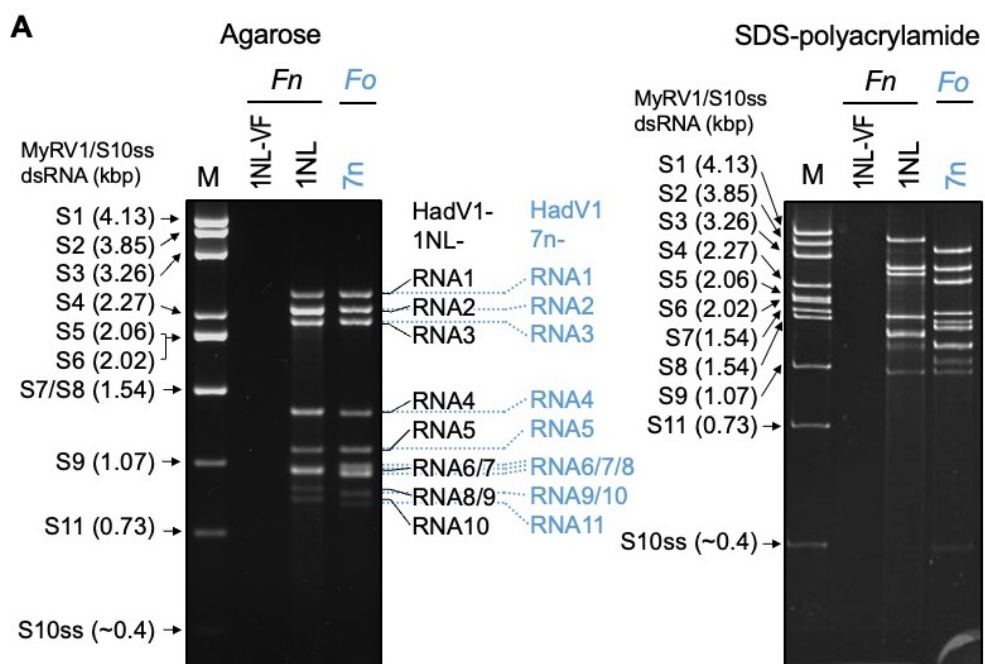 A
Agarose
Fn
Fo
MyRV1/S10ss
dsRNA (kbp)
M
1NL-VF
1NL
7n
S1 (4.13)
S2 (3.85)
S3 (3.26)
S4 (2.27)
S5 (2.06)
S6 (2.02)
S7/S8 (1.54)
S9 (1.07)
S11 (0.73)
S10ss (~0.4)
HadV1-
1NL-
RNA1
RNA2
RNA3
RNA4
RNA5
RNA6/7
RNA8/9
RNA10
HadV1
7n-
RNA1
RNA2
RNA3
RNA4
RNA5
RNA6/7/8
RNA9/10
RNA11
SDS-polyacrylamide
Fn
Fo
MyRV1/S10ss
dsRNA (kbp)
M
1NL-VF
1NL
7n
S1 (4.13)
S2 (3.85)
S3 (3.26)
S4 (2.27)
S5 (2.06)
S6 (2.02)
S7(1.54)
S8 (1.54)
S9 (1.07)
S11 (0.73)
S10ss (~0.4)